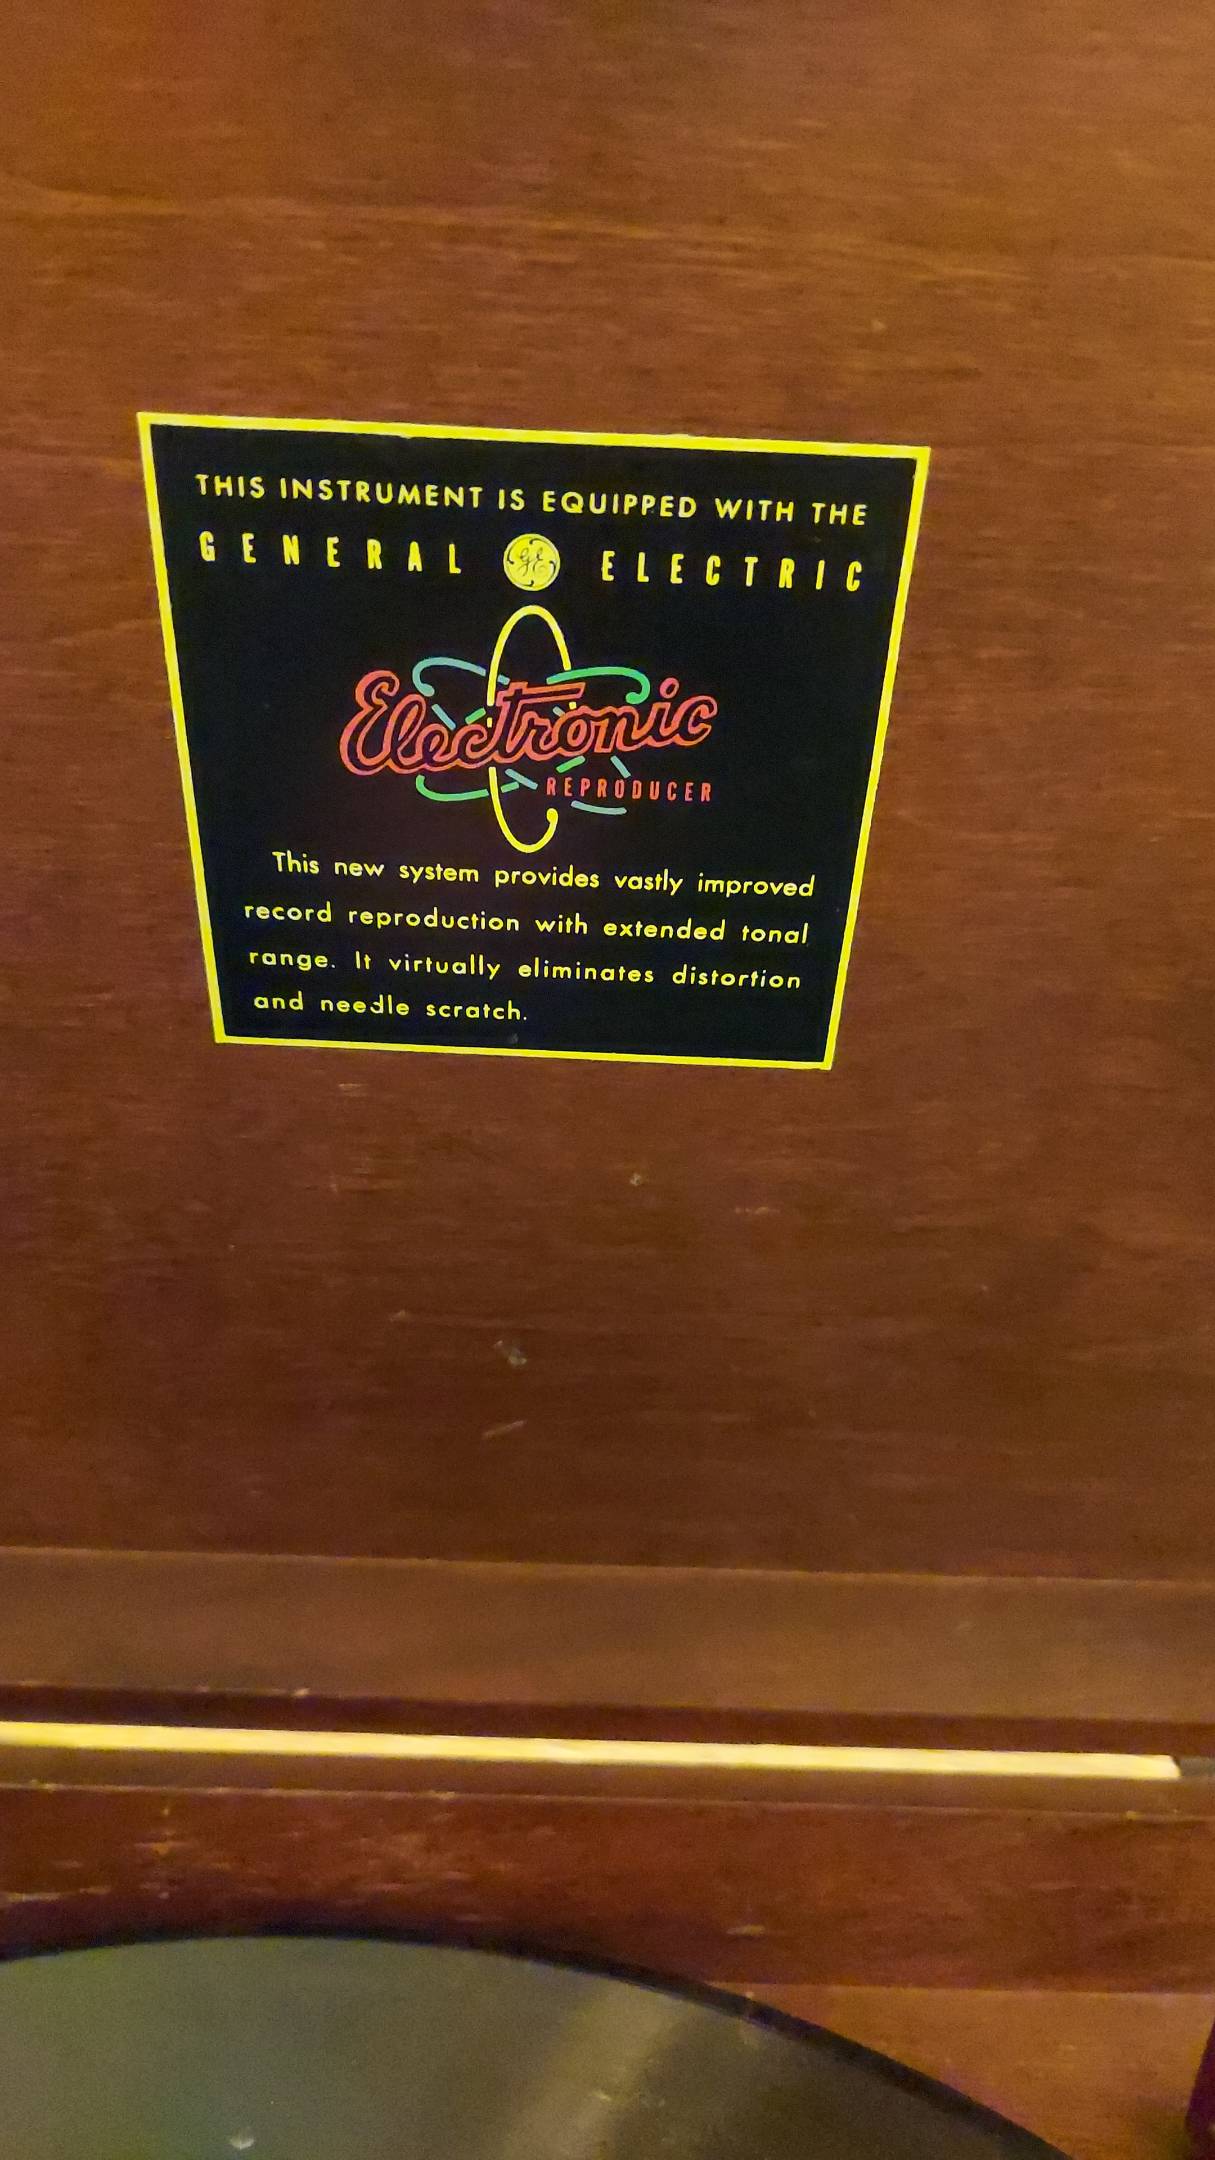 THIS INSTRUMENT IS EQUIPPED WITH THE
GENERAL GE ELECTRIC
Electronic
REPRODUCER
This new system provides vastly improved
record reproduction with extended tonal
range. It virtually eliminates distortion
and needle scratch.